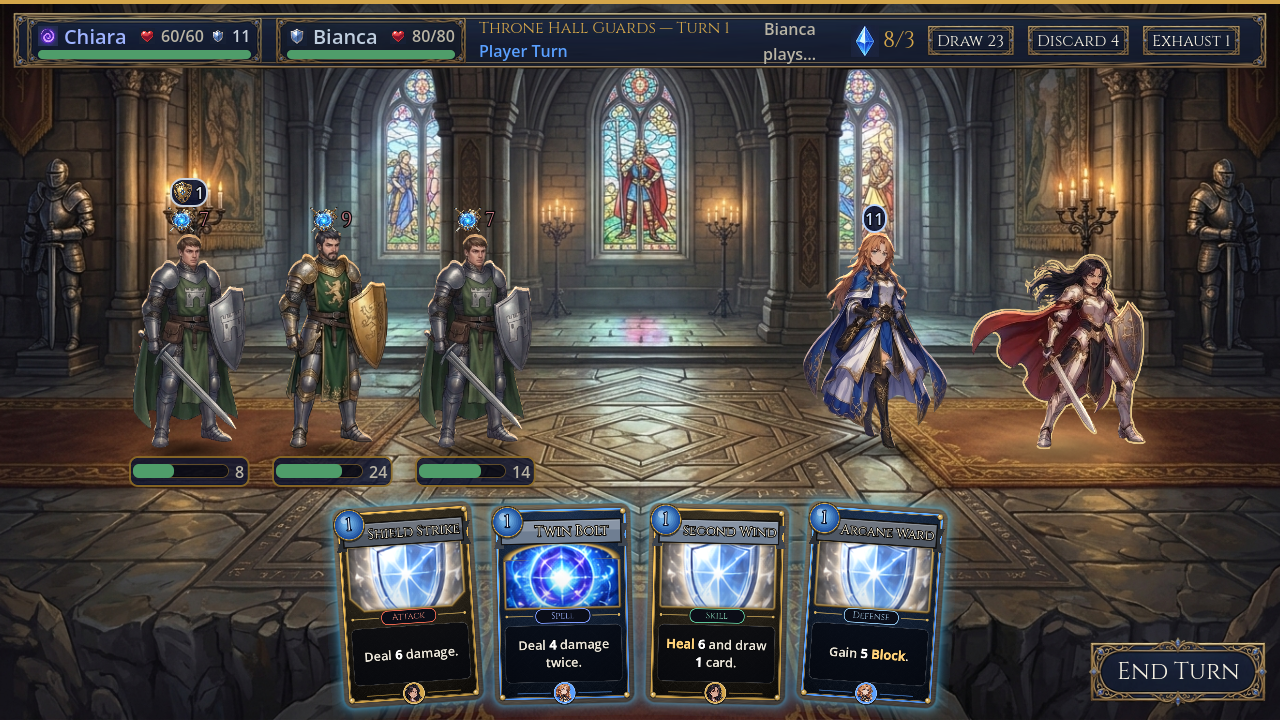 Chiara 60/60 11
Bianca 80/80
Throne Hall Guards — Turn 1
Player Turn
Bianca
plays...
8/3
Draw 23
Discard 4
Exhaust 1
1
7
9
7
11
8
24
14
1 Shield Strike
Attack
Deal 6 damage.
1 Twin Bolt
Spell
Deal 4 damage
twice.
1 Second Wind
Skill
Heal 6 and draw
1 card.
1 Arcane Ward
Defense
Gain 5 Block.
End Turn